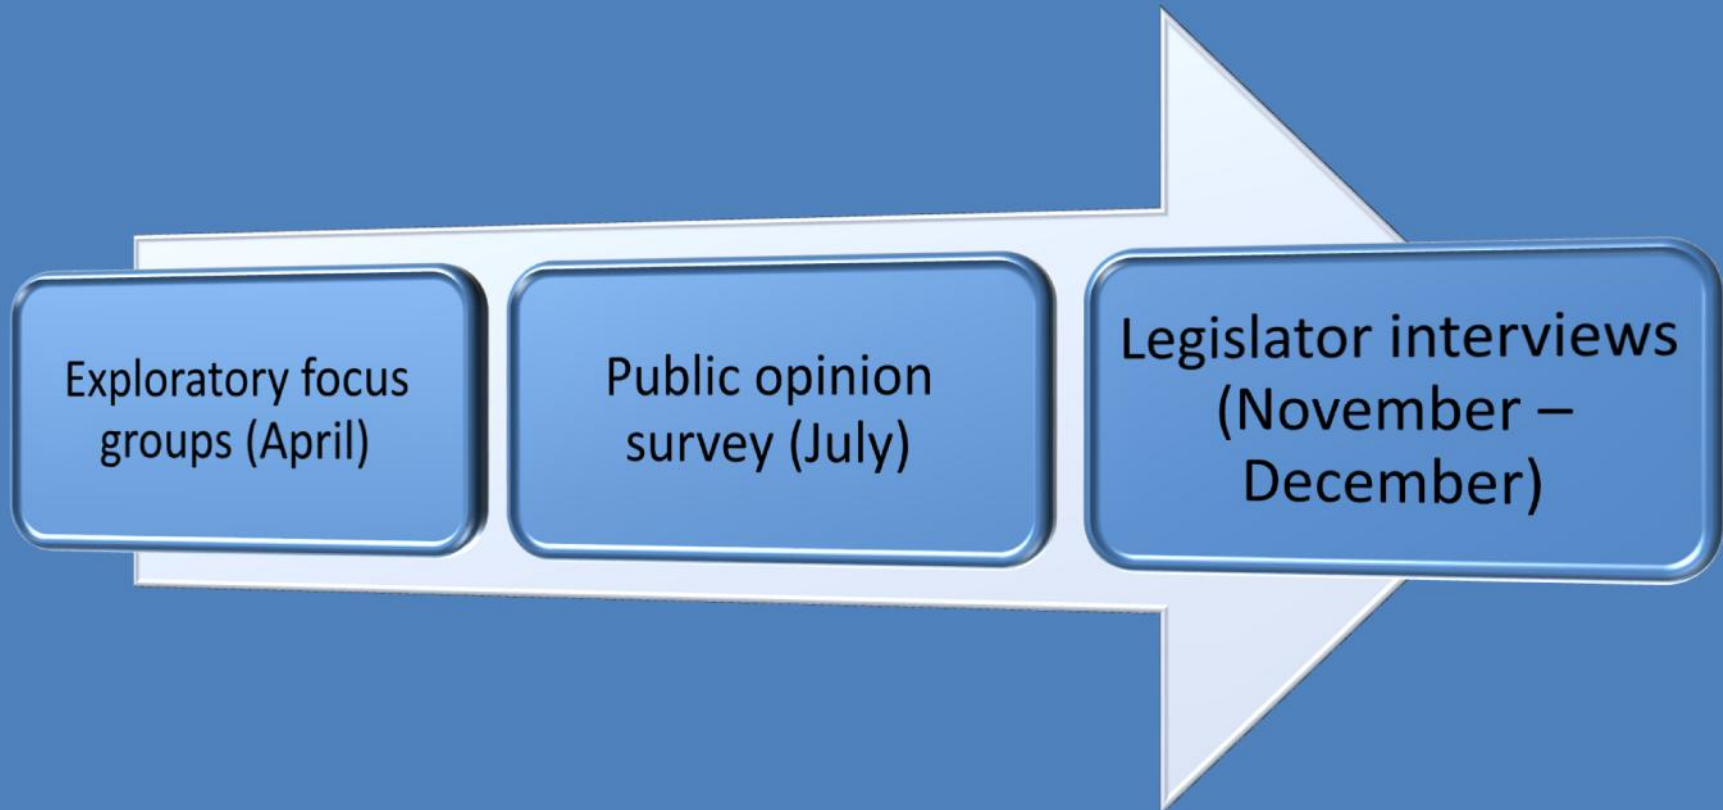 Exploratory focus
groups (April)
Public opinion
survey (July)
Legislator interviews
(November –
December)